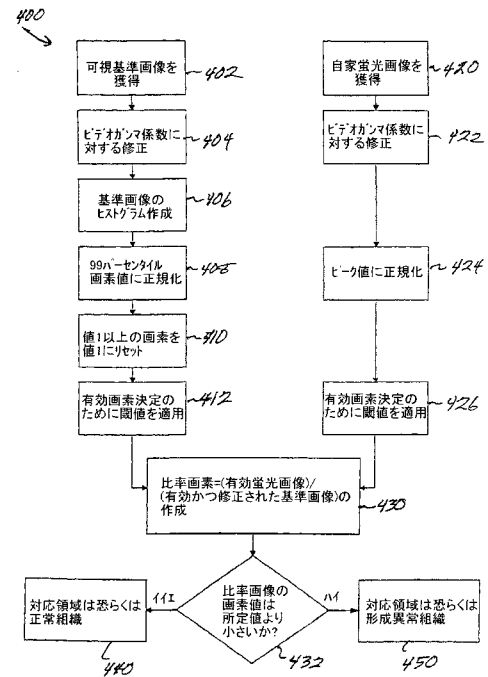 400
可視基準画像を
獲得
402
ﾋﾞﾃﾞｵｶﾞﾝﾏ係数に
対する修正
404
基準画像の
ﾋｽﾄｸﾞﾗﾑ作成
406
99ﾊﾟｰｾﾝﾀｲﾙ
画素値に正規化
408
値1以上の画素を
値1にﾘｾｯﾄ
410
有効画素決定の
ために閾値を適用
412
自家蛍光画像を
獲得
420
ﾋﾞﾃﾞｵｶﾞﾝﾏ係数に
対する修正
422
ﾋﾟｰｸ値に正規化
424
有効画素決定の
ために閾値を適用
426
比率画素=(有効蛍光画像)/
(有効かつ修正された基準画像)の
作成
430
比率画像の
画素値は
所定値より
小さいか?
432
ｲｲｴ
対応領域は恐らくは
正常組織
440
ﾊｲ
対応領域は恐らくは
形成異常組織
450